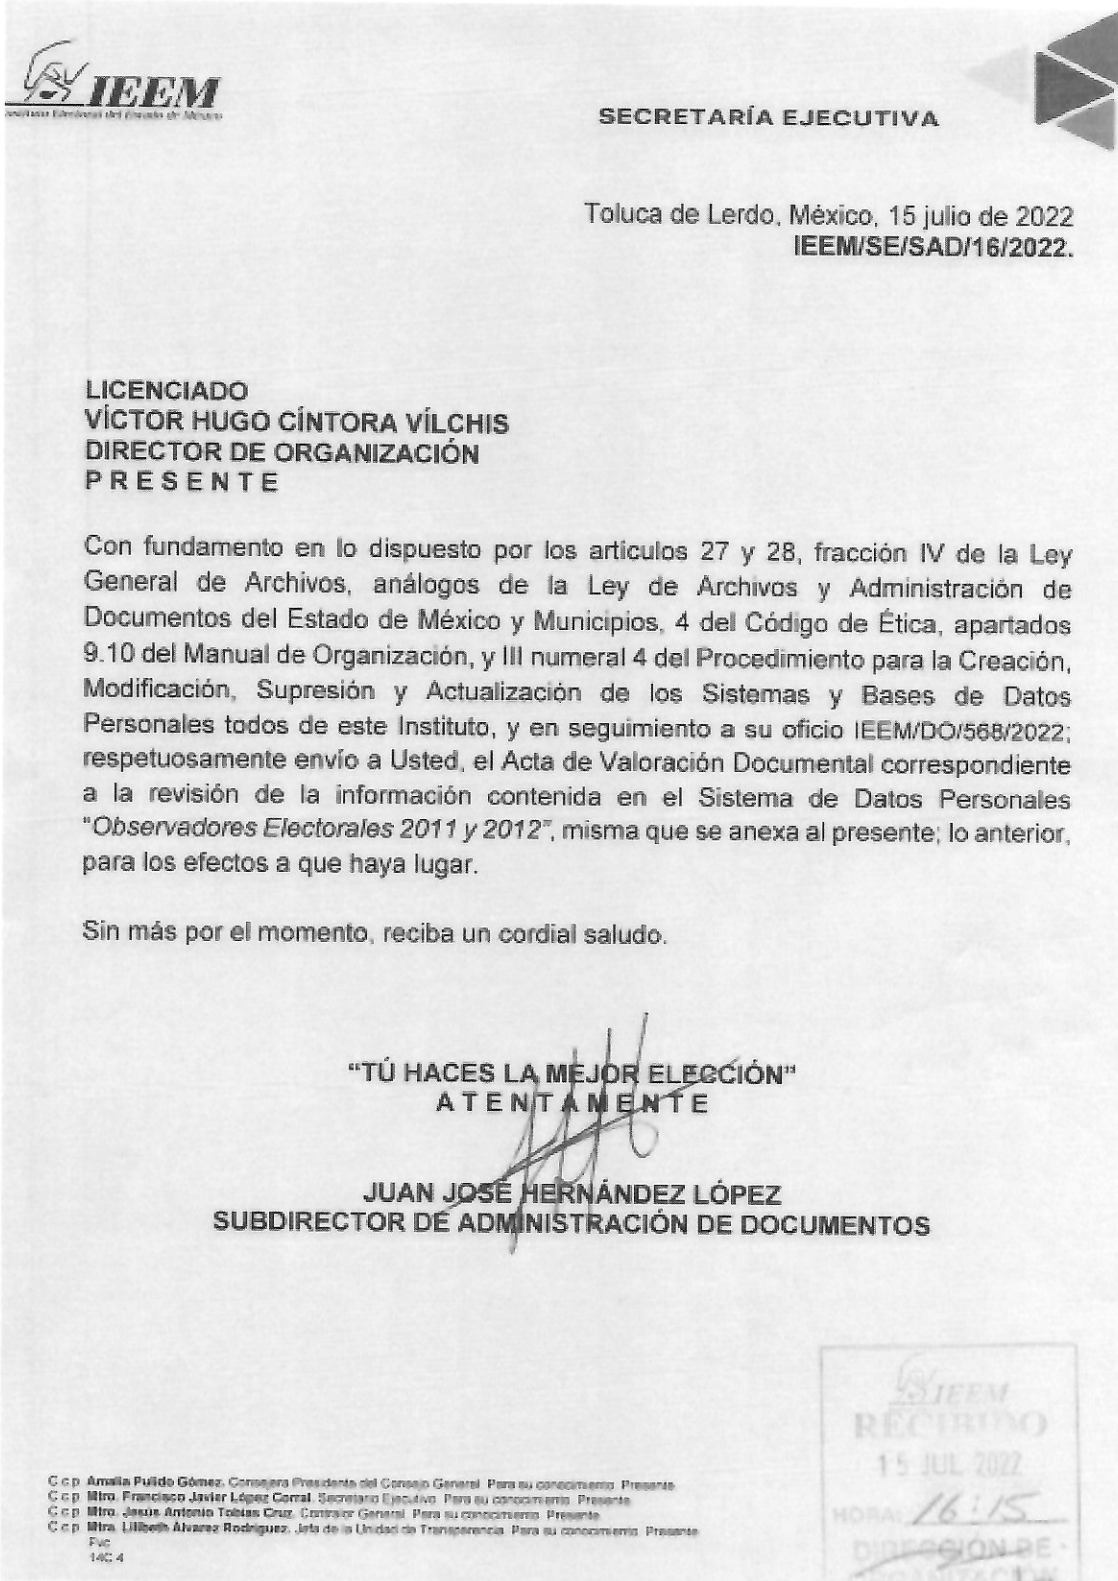 IEEM
Instituto Electoral del Estado de México
SECRETARÍA EJECUTIVA
Toluca de Lerdo, México, 15 julio de 2022
IEEM/SE/SAD/16/2022.
LICENCIADO
VÍCTOR HUGO CÍNTORA VÍLCHIS
DIRECTOR DE ORGANIZACIÓN
P R E S E N T E
Con fundamento en lo dispuesto por los artículos 27 y 28, fracción IV de la Ley
General de Archivos, análogos de la Ley de Archivos y Administración de
Documentos del Estado de México y Municipios, 4 del Código de Ética, apartados
9.10 del Manual de Organización, y III numeral 4 del Procedimiento para la Creación,
Modificación, Supresión y Actualización de los Sistemas y Bases de Datos
Personales todos de este Instituto, y en seguimiento a su oficio IEEM/DO/568/2022;
respetuosamente envío a Usted, el Acta de Valoración Documental correspondiente
a la revisión de la información contenida en el Sistema de Datos Personales
"Observadores Electorales 2011 y 2012", misma que se anexa al presente; lo anterior,
para los efectos a que haya lugar.
Sin más por el momento, reciba un cordial saludo.
“TÚ HACES LA MEJOR ELECCIÓN”
A T E N T A M E N T E
JUAN JOSÉ HERNÁNDEZ LÓPEZ
SUBDIRECTOR DE ADMINISTRACIÓN DE DOCUMENTOS
IEEM
RECIBIDO
15 JUL 2022
HORA: 16:15
DIRECCIÓN DE
ORGANIZACIÓN
C c p Amalia Pulido Gómez. Consejera Presidenta del Consejo General. Para su conocimiento. Presente
C c p Mtro. Francisco Javier López Corral. Secretario Ejecutivo. Para su conocimiento. Presente
C c p Mtro. Jesús Antonio Tobías Cruz. Contralor General. Para su conocimiento. Presente
C c p Mtra. Lilibeth Álvarez Rodríguez. Jefa de la Unidad de Transparencia. Para su conocimiento. Presente
14C.4